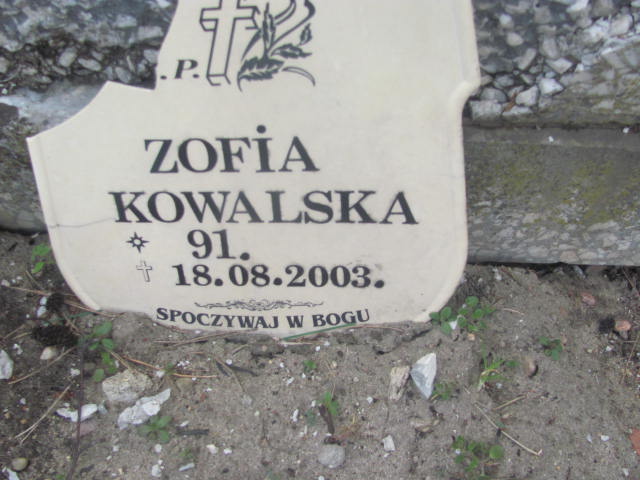 .P.
ZOFIA
KOWALSKA
91.
18.08.2003.
SPOCZYWAJ W BOGU